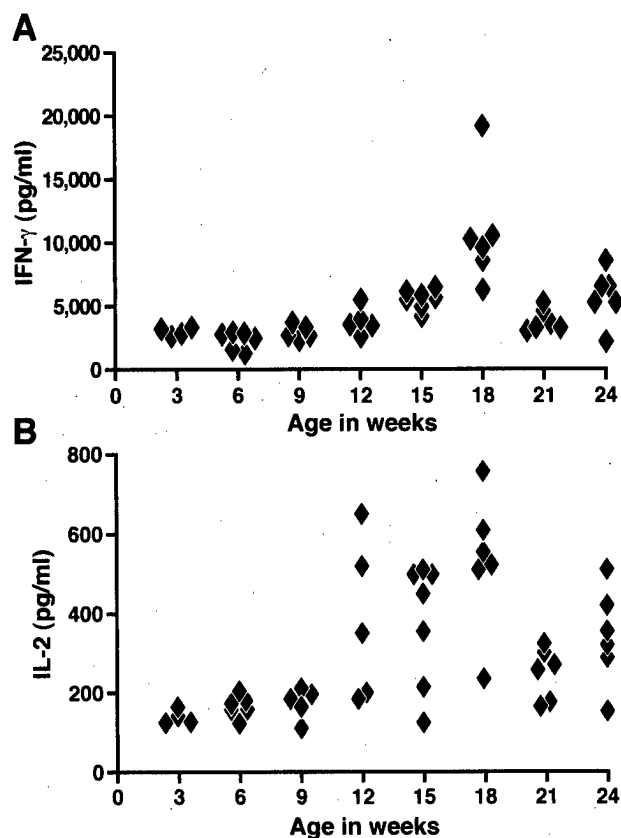 A
25,000
20,000
15,000
10,000
5,000
0
IFN-γ (pg/ml)
0 3 6 9 12 15 18 21 24
Age in weeks
B
800
600
400
200
0
IL-2 (pg/ml)
0 3 6 9 12 15 18 21 24
Age in weeks